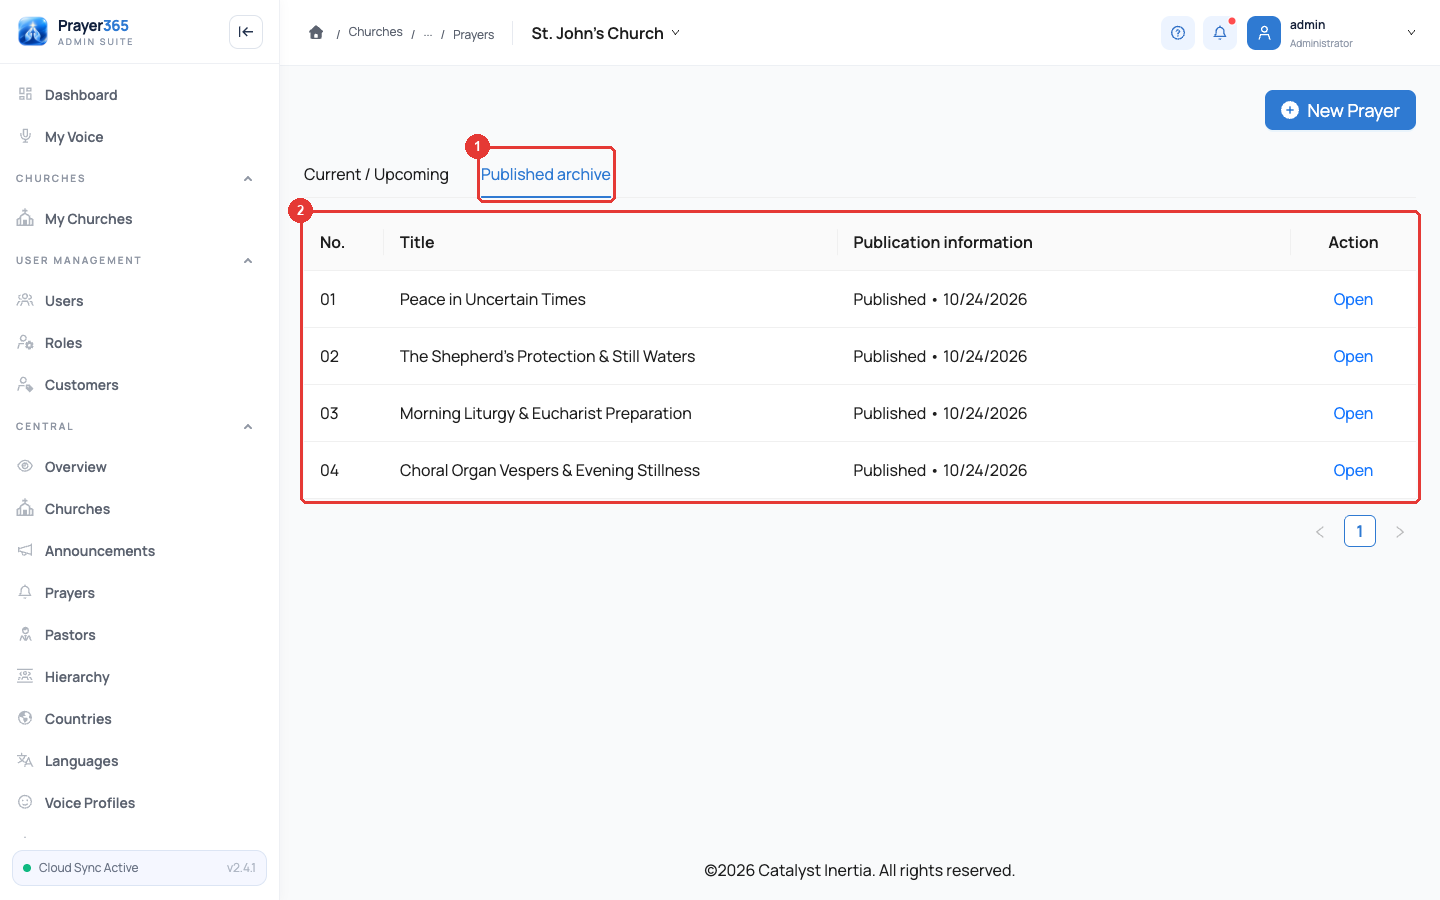 Prayer365
ADMIN SUITE
Dashboard
My Voice
CHURCHES
My Churches
USER MANAGEMENT
Users
Roles
Customers
CENTRAL
Overview
Churches
Announcements
Prayers
Pastors
Hierarchy
Countries
Languages
Voice Profiles
Cloud Sync Active v2.4.1
/ Churches / ... / Prayers St. John's Church
admin
Administrator
New Prayer
1
Current / Upcoming Published archive
2
No. Title Publication information Action
01 Peace in Uncertain Times Published • 10/24/2026 Open
02 The Shepherd's Protection & Still Waters Published • 10/24/2026 Open
03 Morning Liturgy & Eucharist Preparation Published • 10/24/2026 Open
04 Choral Organ Vespers & Evening Stillness Published • 10/24/2026 Open
1
©2026 Catalyst Inertia. All rights reserved.